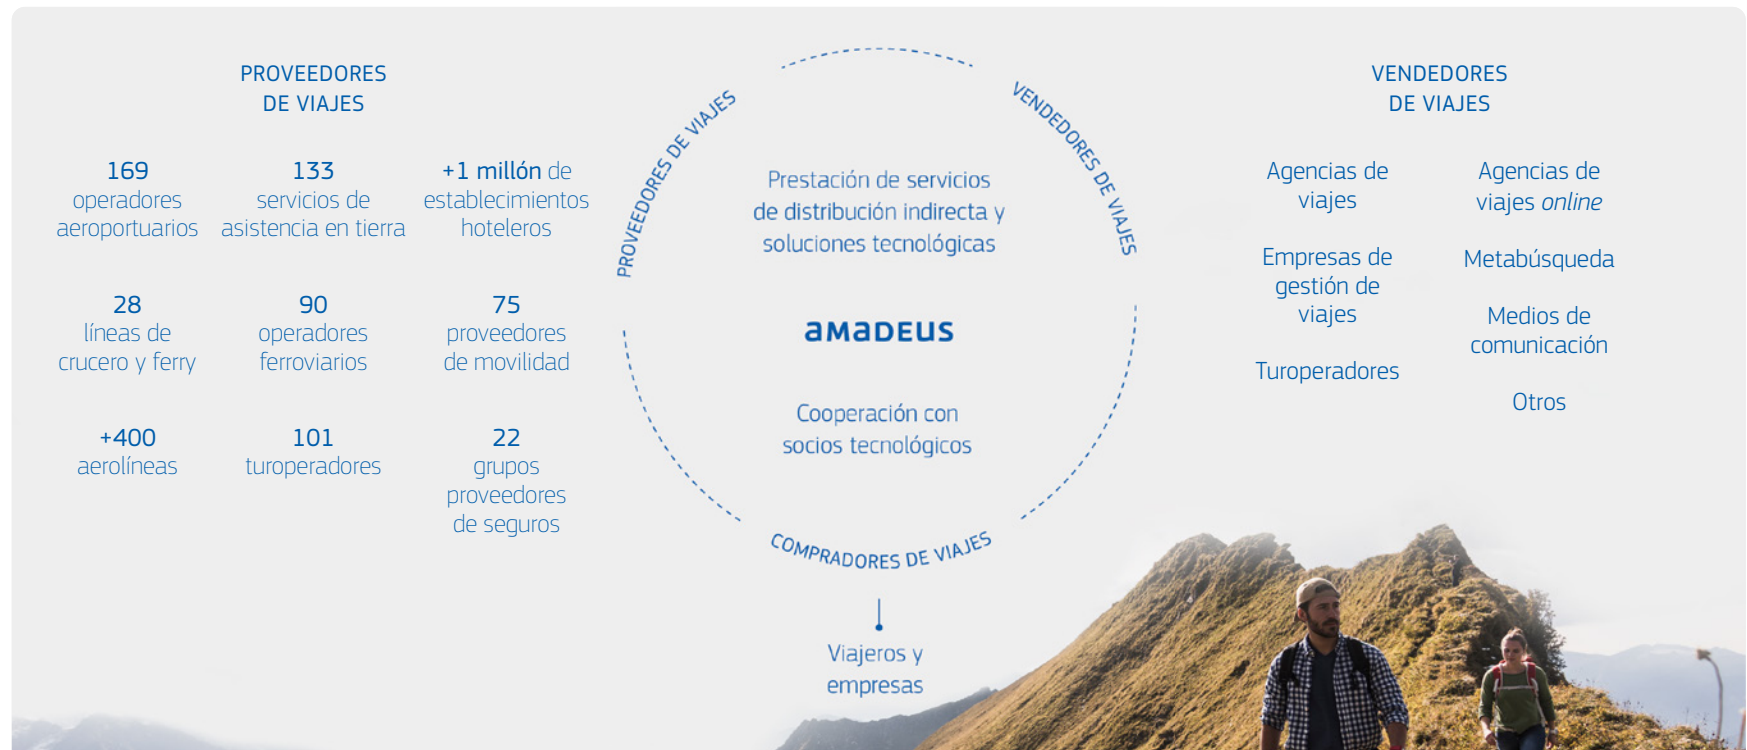 PROVEEDORES
DE VIAJES
169
operadores
aeroportuarios
133
servicios de
asistencia en tierra
+1 millón de
establecimientos
hoteleros
28
líneas de
crucero y ferry
90
operadores
ferroviarios
75
proveedores
de movilidad
+400
aerolíneas
101
turoperadores
22
grupos
proveedores
de seguros
PROVEEDORES DE VIAJES
VENDEDORES DE VIAJES
Prestación de servicios
de distribución indirecta y
soluciones tecnológicas
amadeus
Cooperación con
socios tecnológicos
COMPRADORES DE VIAJES
Viajeros y
empresas
VENDEDORES
DE VIAJES
Agencias de
viajes
Empresas de
gestión de
viajes
Turoperadores
Agencias de
viajes online
Metabúsqueda
Medios de
comunicación
Otros